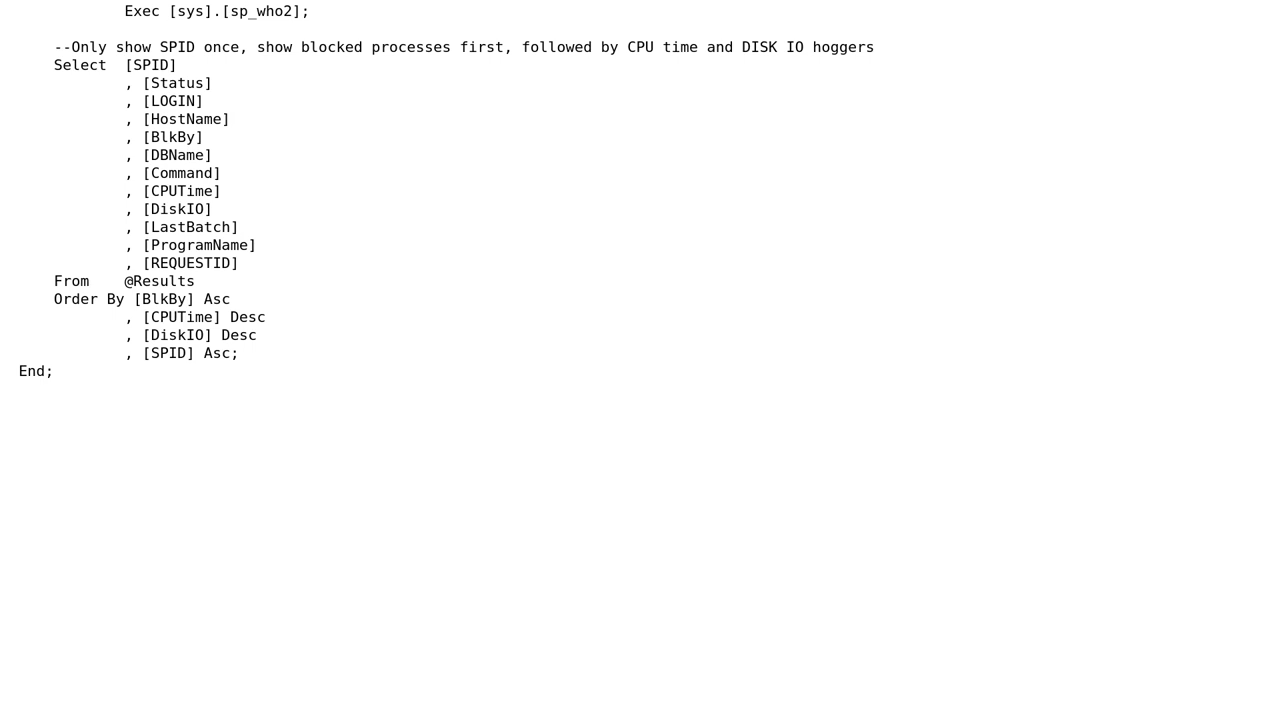 Exec [sys].[sp_who2];
--Only show SPID once, show blocked processes first, followed by CPU time and DISK IO hoggers
Select  [SPID]
, [Status]
, [LOGIN]
, [HostName]
, [BlkBy]
, [DBName]
, [Command]
, [CPUTime]
, [DiskIO]
, [LastBatch]
, [ProgramName]
, [REQUESTID]
From    @Results
Order By [BlkBy] Asc
, [CPUTime] Desc
, [DiskIO] Desc
, [SPID] Asc;
End;